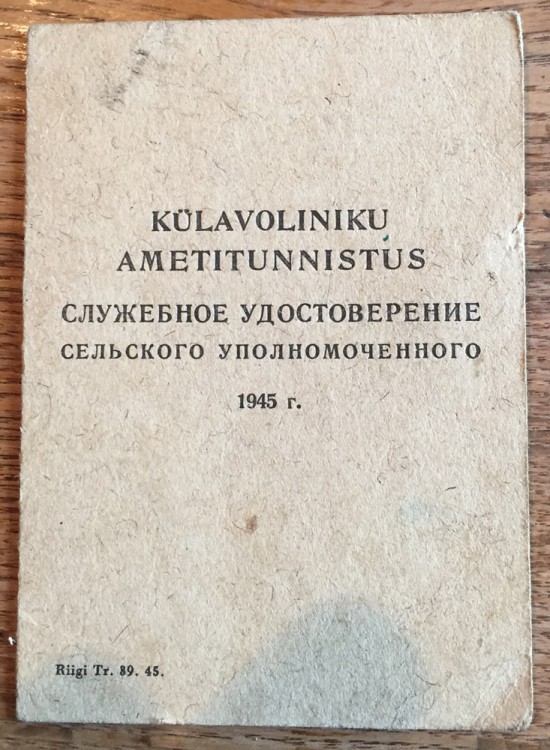 KÜLAVOLINIKU
AMETITUNNISTUS
СЛУЖЕБНОЕ УДОСТОВЕРЕНИЕ
СЕЛЬСКОГО УПОЛНОМОЧЕННОГО
1945 г.
Riigi Tr. 89. 45.